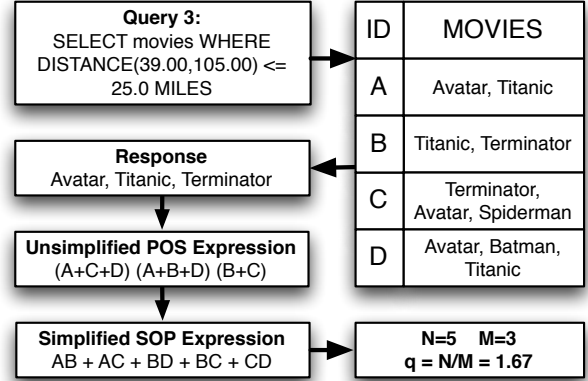 Query 3:
SELECT movies WHERE
DISTANCE(39.00,105.00) <=
25.0 MILES
ID MOVIES
A Avatar, Titanic
B Titanic, Terminator
C Terminator,
Avatar, Spiderman
D Avatar, Batman,
Titanic
Response
Avatar, Titanic, Terminator
Unsimplified POS Expression
(A+C+D) (A+B+D) (B+C)
Simplified SOP Expression
AB + AC + BD + BC + CD
N=5 M=3
q = N/M = 1.67